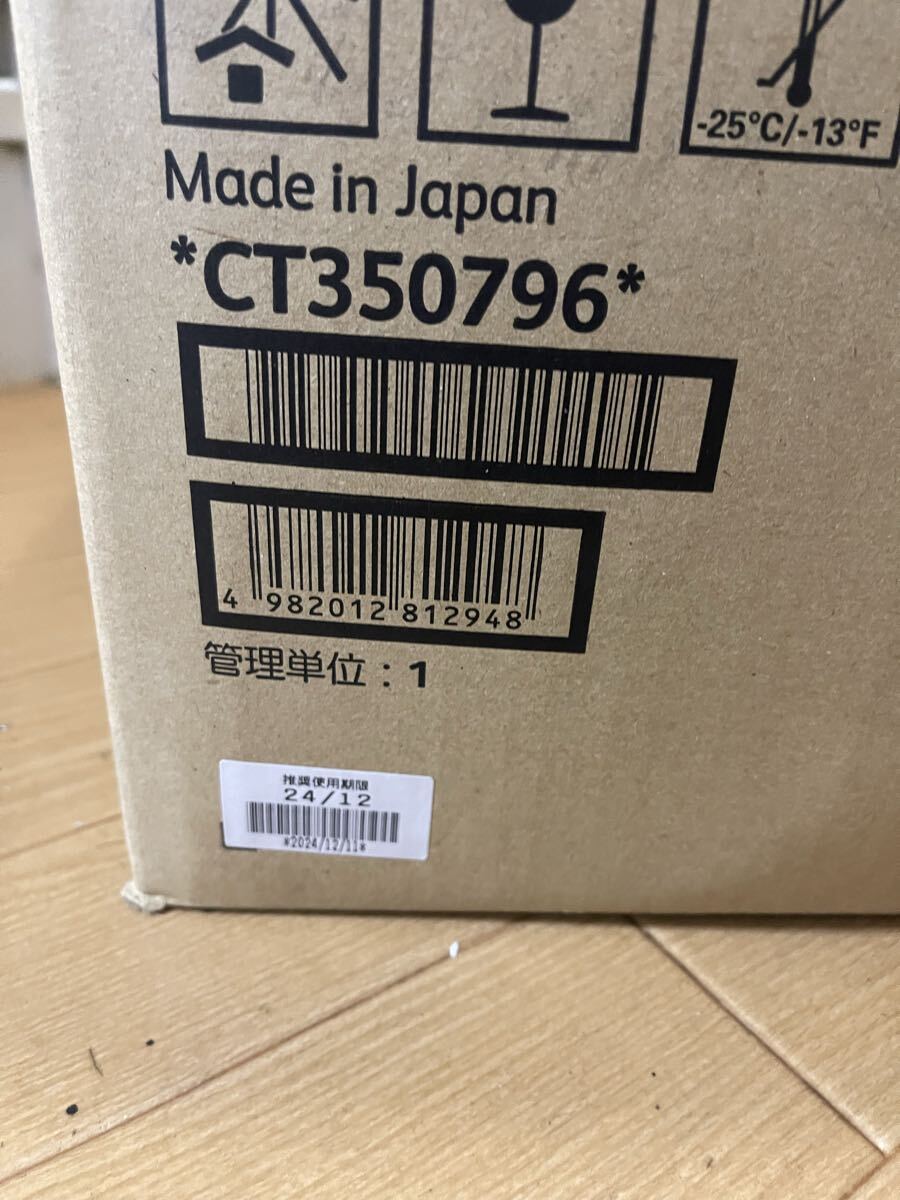 -25°C/-13°F
Made in Japan
*CT350796*
4 982012 812948
管理単位：1
推奨使用期限
24/12
*2024/12/11*